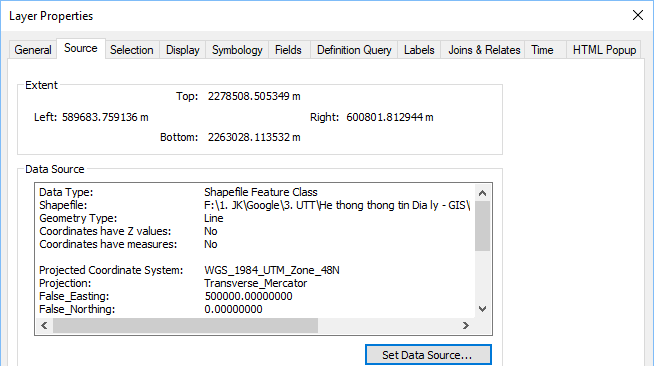 Layer Properties
General Source Selection Display Symbology Fields Definition Query Labels Joins & Relates Time HTML Popup
Extent
Top: 2278508.505349 m
Left: 589683.759136 m Right: 600801.812944 m
Bottom: 2263028.113532 m
Data Source
Data Type: Shapefile Feature Class
Shapefile: F:\1. JK\Google\3. UTT\He thong thong tin Dia ly - GIS\
Geometry Type: Line
Coordinates have Z values: No
Coordinates have measures: No
Projected Coordinate System: WGS_1984_UTM_Zone_48N
Projection: Transverse_Mercator
False_Easting: 500000.00000000
False_Northing: 0.00000000
Set Data Source...